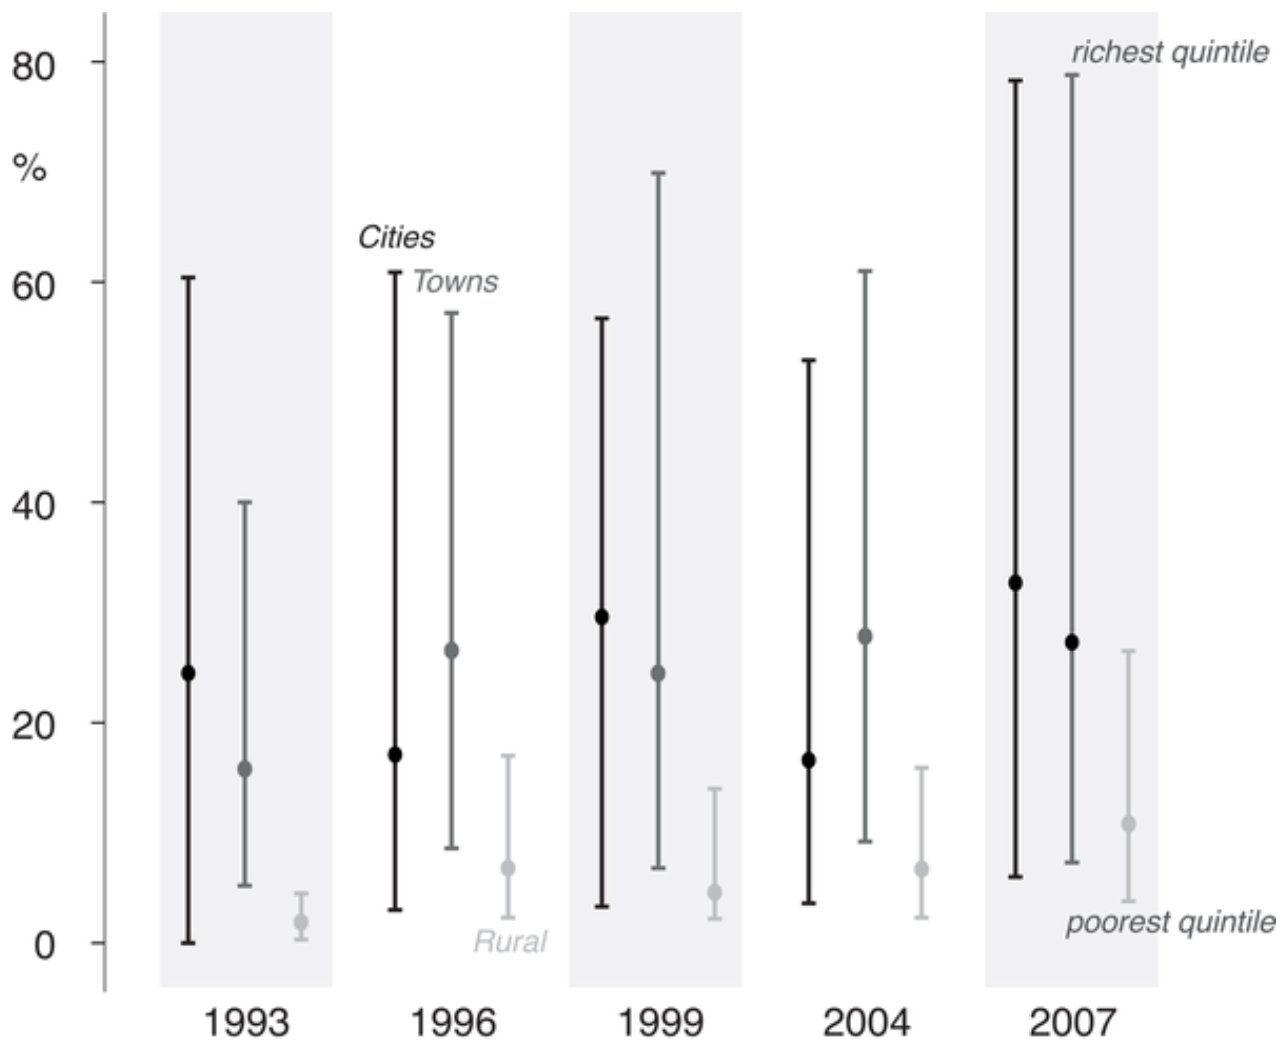 richest quintile
80
%
Cities
Towns
60
40
20
poorest quintile
Rural
0
1993 1996 1999 2004 2007